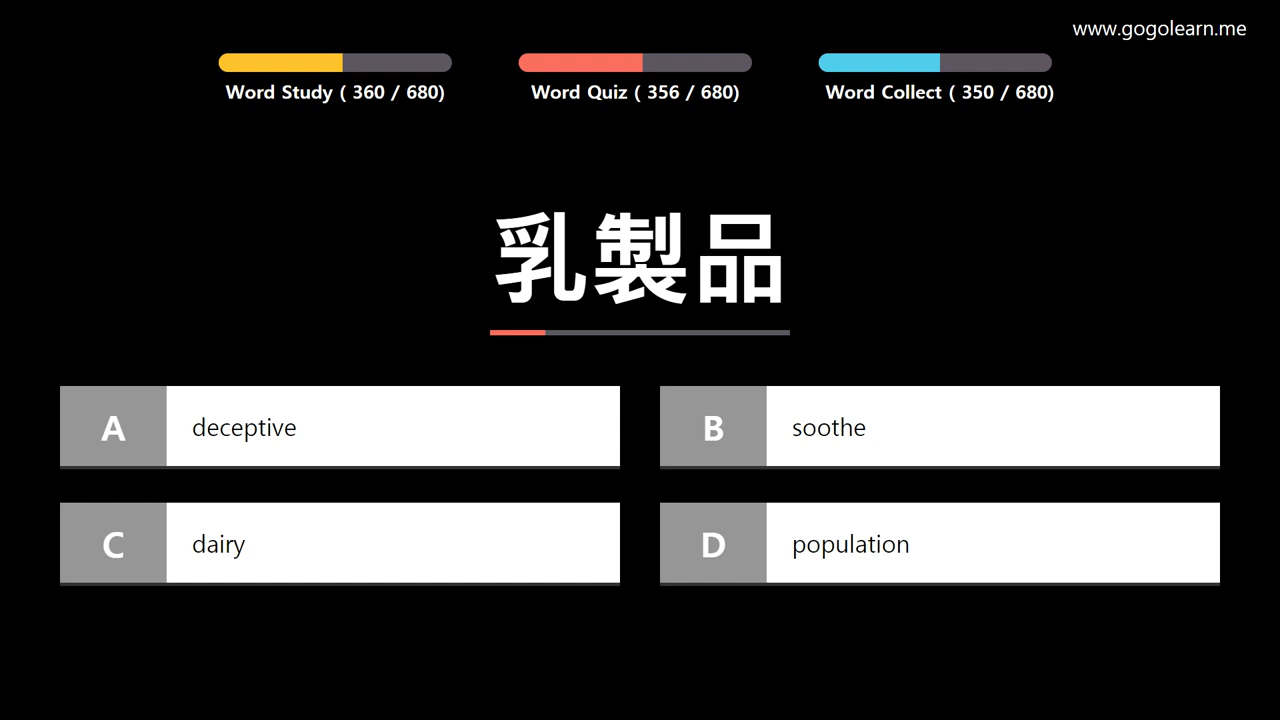 www.gogolearn.me
Word Study ( 360 / 680)
Word Quiz ( 356 / 680)
Word Collect ( 350 / 680)
乳製品
A deceptive
B soothe
C dairy
D population